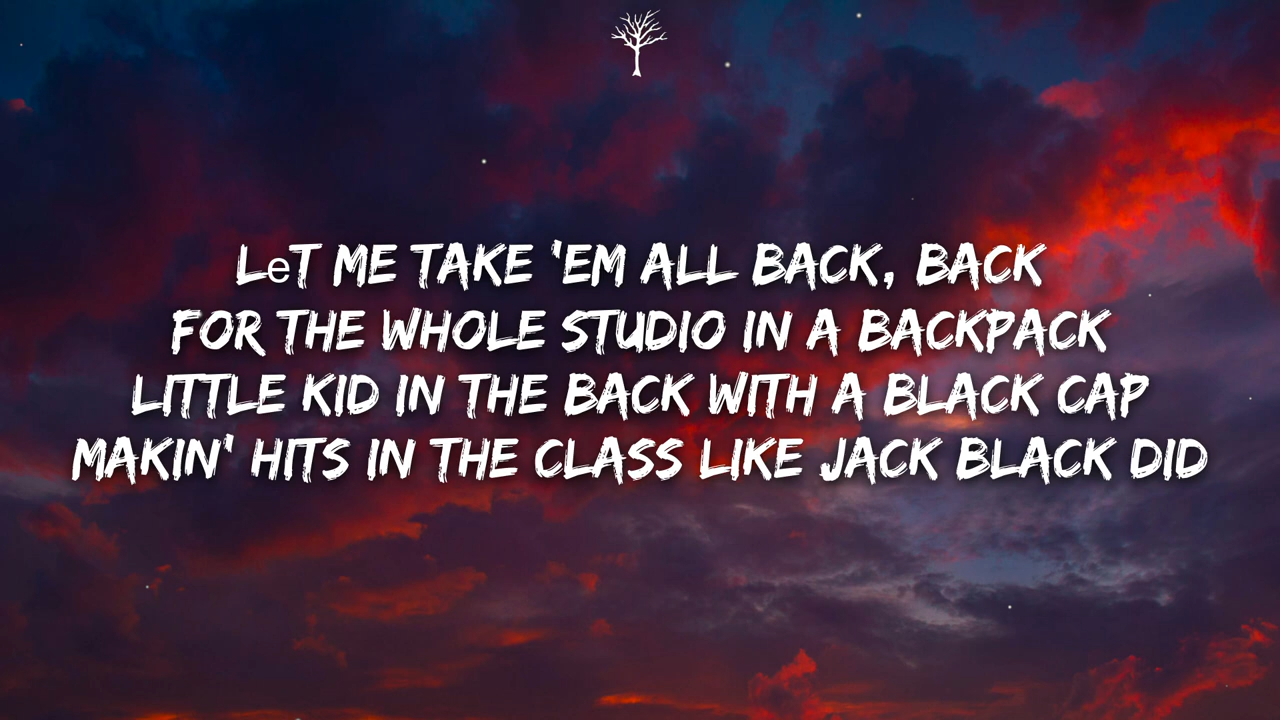 LeT ME TAKE 'EM ALL BACK, BACK
FOR THE WHOLE STUDIO IN A BACKPACK
LITTLE KID IN THE BACK WITH A BLACK CAP
MAKIN' HITS IN THE CLASS LIKE JACK BLACK DID